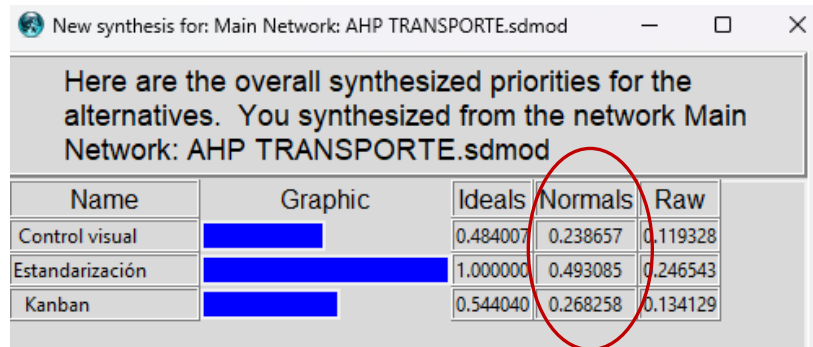 New synthesis for: Main Network: AHP TRANSPORTE.sdmod
Here are the overall synthesized priorities for the
alternatives. You synthesized from the network Main
Network: AHP TRANSPORTE.sdmod
Name Graphic Ideals Normals Raw
Control visual 0.484007 0.238657 0.119328
Estandarización 1.000000 0.493085 0.246543
Kanban 0.544040 0.268258 0.134129